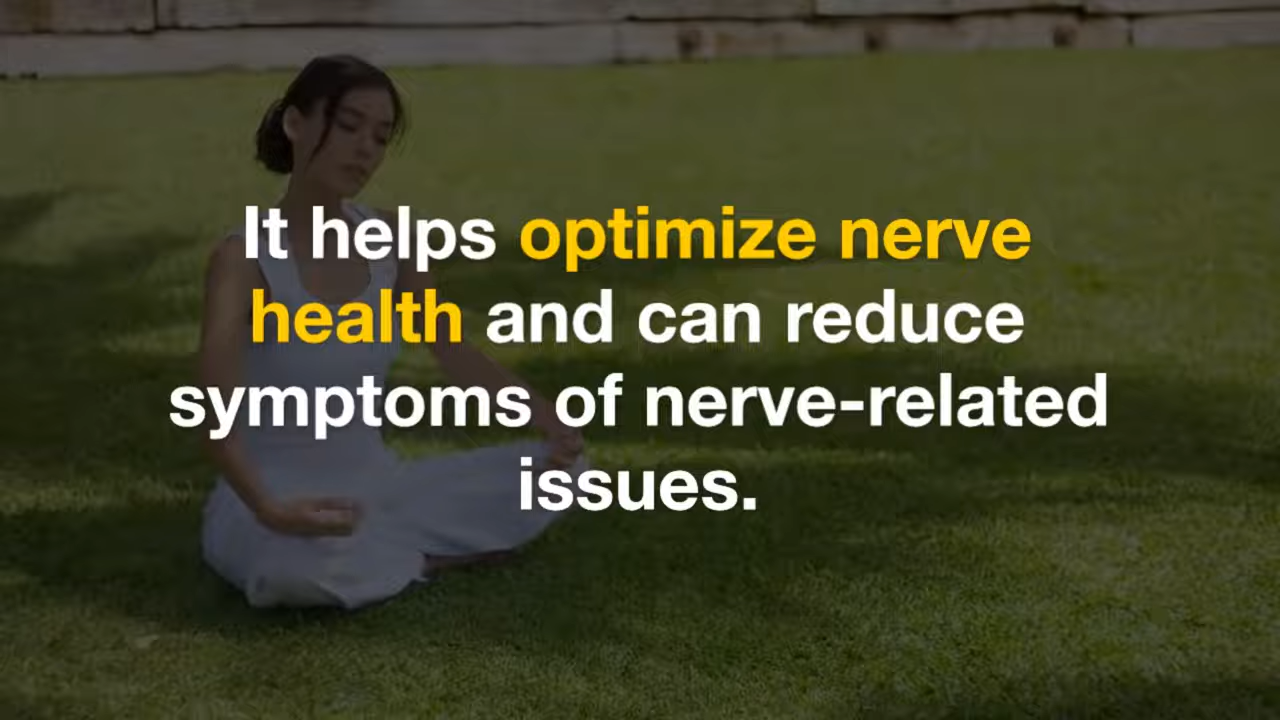 It helps optimize nerve
health and can reduce
symptoms of nerve-related
issues.